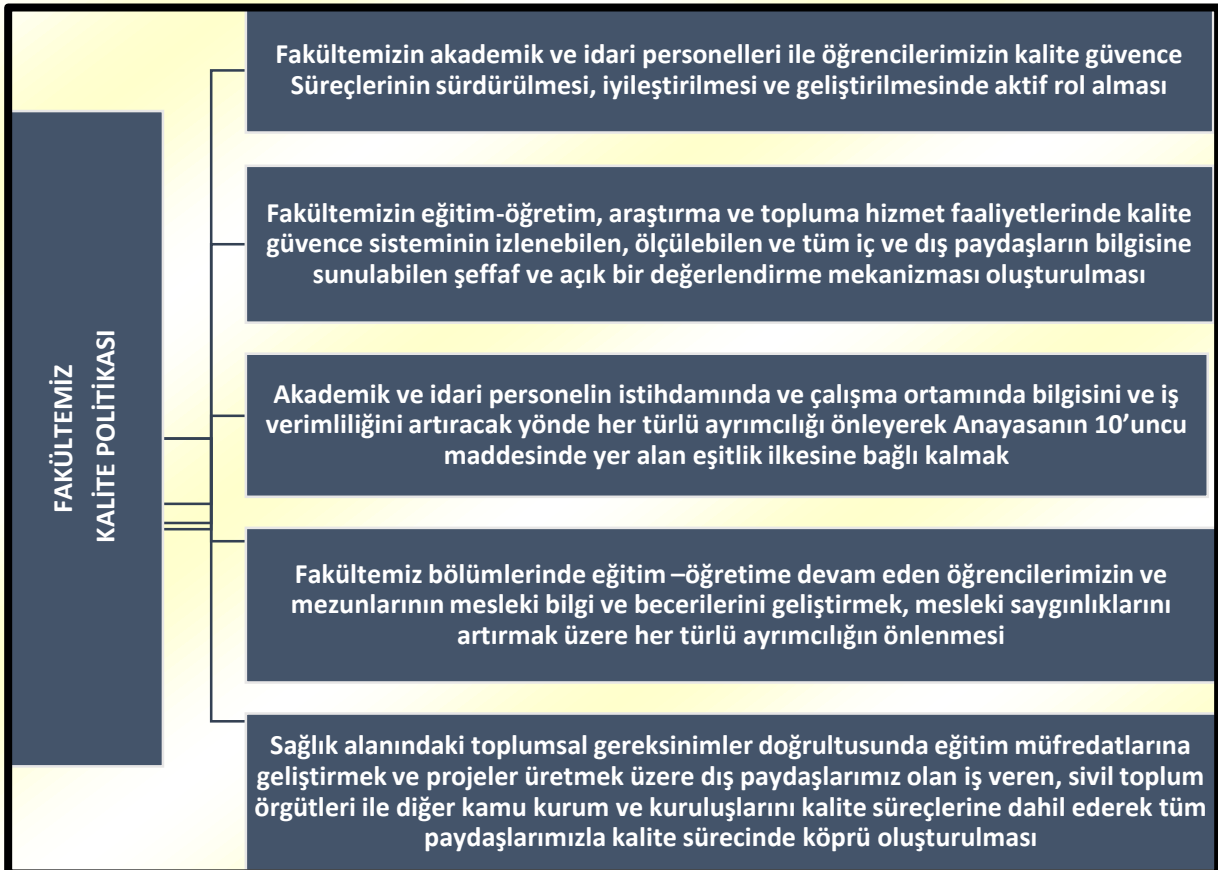 FAKÜLTEMİZ
KALİTE POLİTİKASI
Fakültemizin akademik ve idari personelleri ile öğrencilerimizin kalite güvence
Süreçlerinin sürdürülmesi, iyileştirilmesi ve geliştirilmesinde aktif rol alması
Fakültemizin eğitim-öğretim, araştırma ve topluma hizmet faaliyetlerinde kalite
güvence sisteminin izlenebilen, ölçülebilen ve tüm iç ve dış paydaşların bilgisine
sunulabilen şeffaf ve açık bir değerlendirme mekanizması oluşturulması
Akademik ve idari personelin istihdamında ve çalışma ortamında bilgisini ve iş
verimliliğini artıracak yönde her türlü ayrımcılığı önleyerek Anayasanın 10’uncu
maddesinde yer alan eşitlik ilkesine bağlı kalmak
Fakültemiz bölümlerinde eğitim –öğretime devam eden öğrencilerimizin ve
mezunlarının mesleki bilgi ve becerilerini geliştirmek, mesleki saygınlıklarını
artırmak üzere her türlü ayrımcılığın önlenmesi
Sağlık alanındaki toplumsal gereksinimler doğrultusunda eğitim müfredatlarına
geliştirmek ve projeler üretmek üzere dış paydaşlarımız olan iş veren, sivil toplum
örgütleri ile diğer kamu kurum ve kuruluşlarını kalite süreçlerine dahil ederek tüm
paydaşlarımızla kalite sürecinde köprü oluşturulması